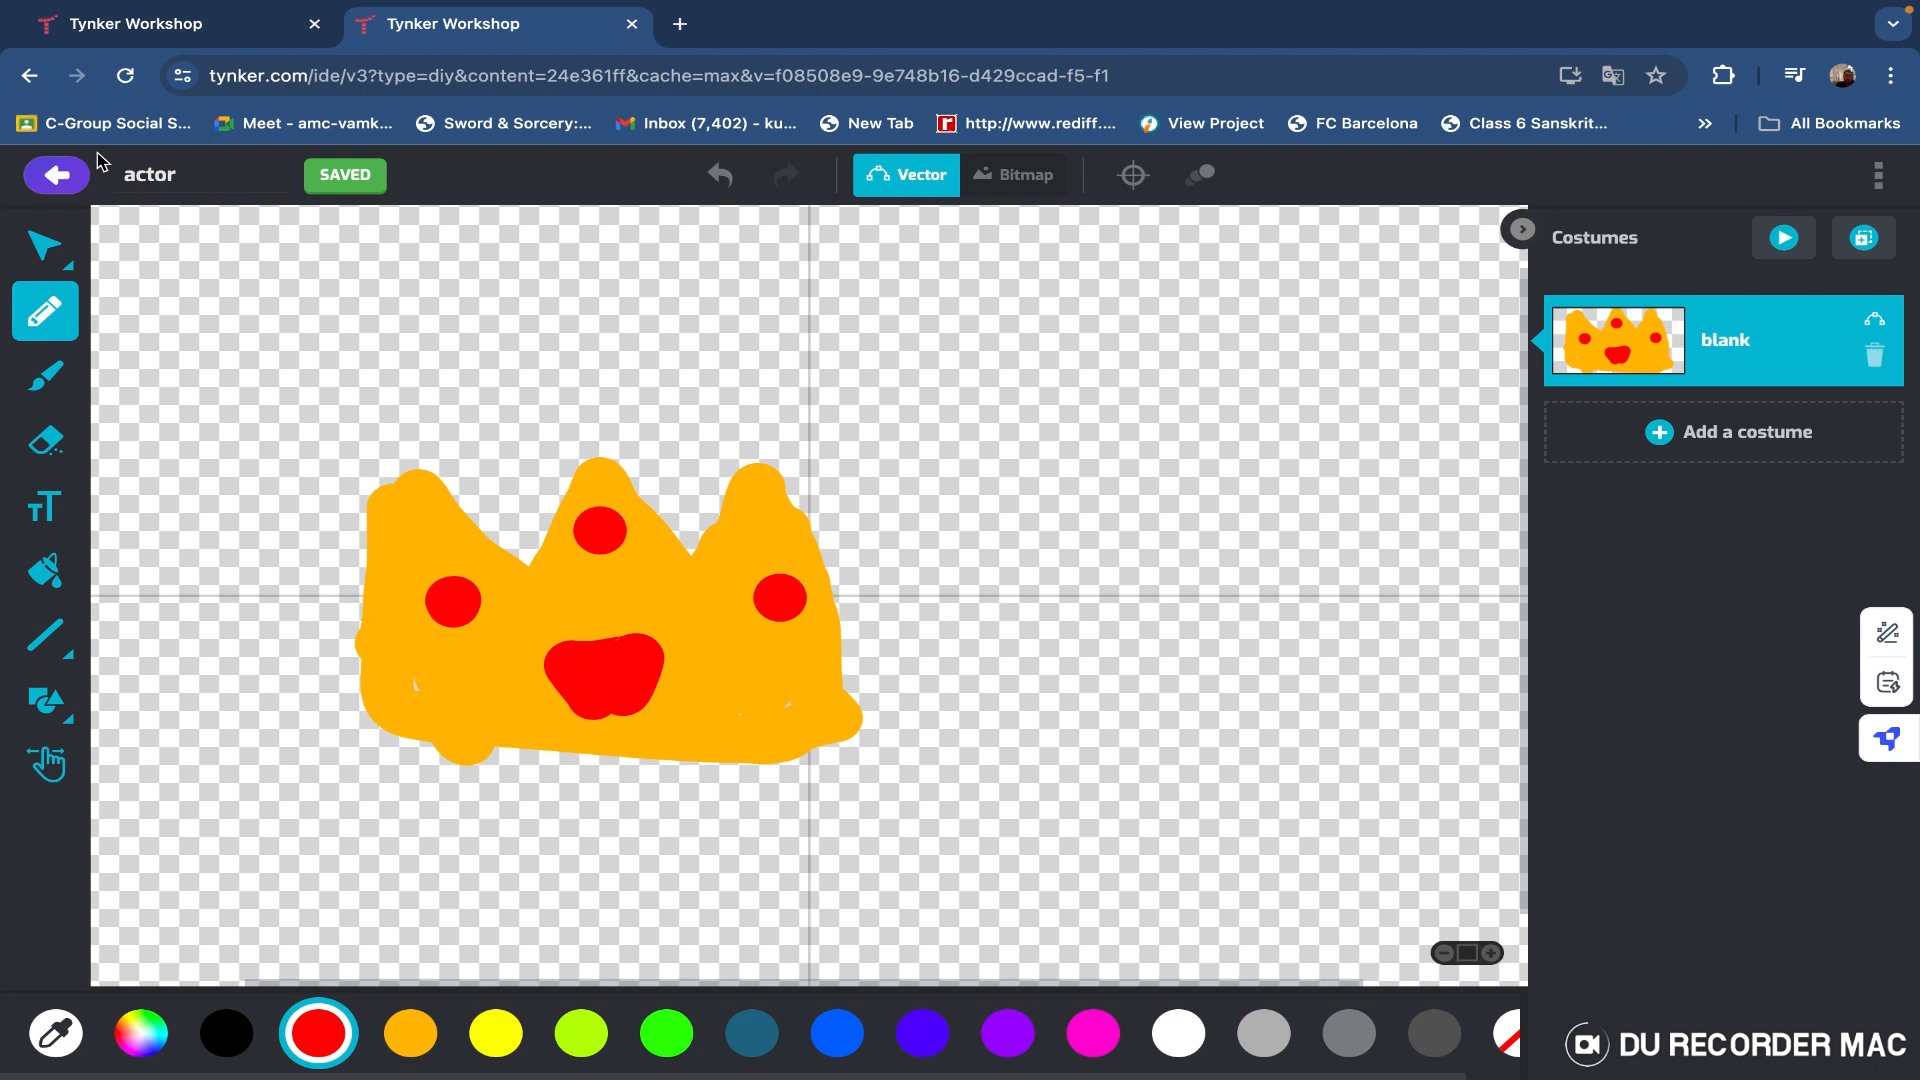 Tynker Workshop
Tynker Workshop
tynker.com/ide/v3?type=diy&content=24e361ff&cache=max&v=f08508e9-9e748b16-d429ccad-f5-f1
C-Group Social S... Meet - amc-vamk... Sword & Sorcery:... Inbox (7,402) - ku... New Tab http://www.rediff.... View Project FC Barcelona Class 6 Sanskrit... » All Bookmarks
actor SAVED Vector Bitmap
Costumes
blank
Add a costume
TT
DU RECORDER MAC